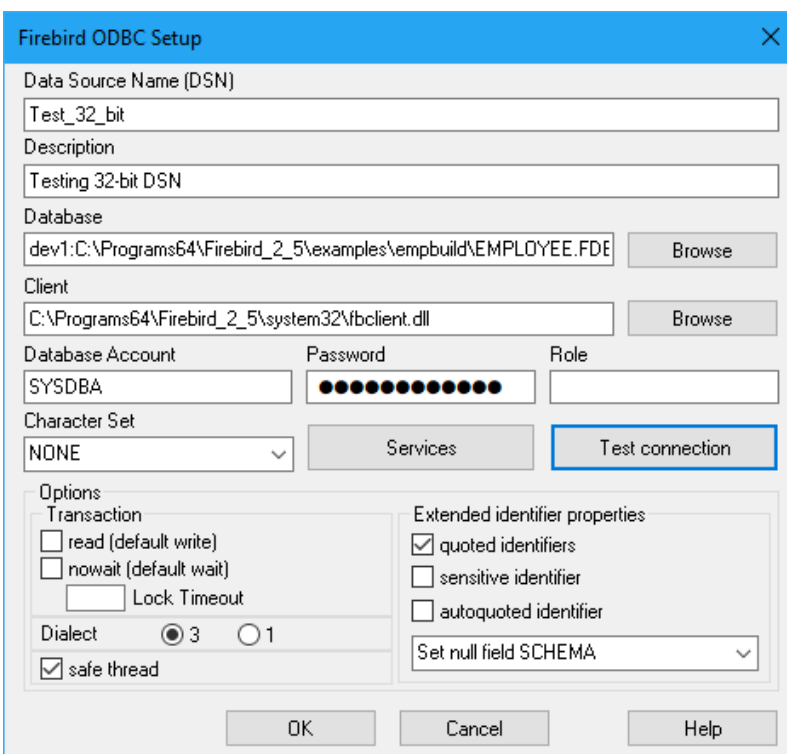 Firebird ODBC Setup
Data Source Name (DSN)
Test_32_bit
Description
Testing 32-bit DSN
Database
dev1:C:\Programs64\Firebird_2_5\examples\empbuild\EMPLOYEE.FDB
Browse
Client
C:\Programs64\Firebird_2_5\system32\fbclient.dll
Browse
Database Account
Password
Role
SYSDBA
●●●●●●●●●●●●
Character Set
NONE
Services
Test connection
Options
Transaction
read (default write)
nowait (default wait)
Lock Timeout
Dialect
3
1
safe thread
Extended identifier properties
quoted identifiers
sensitive identifier
autoquoted identifier
Set null field SCHEMA
OK
Cancel
Help